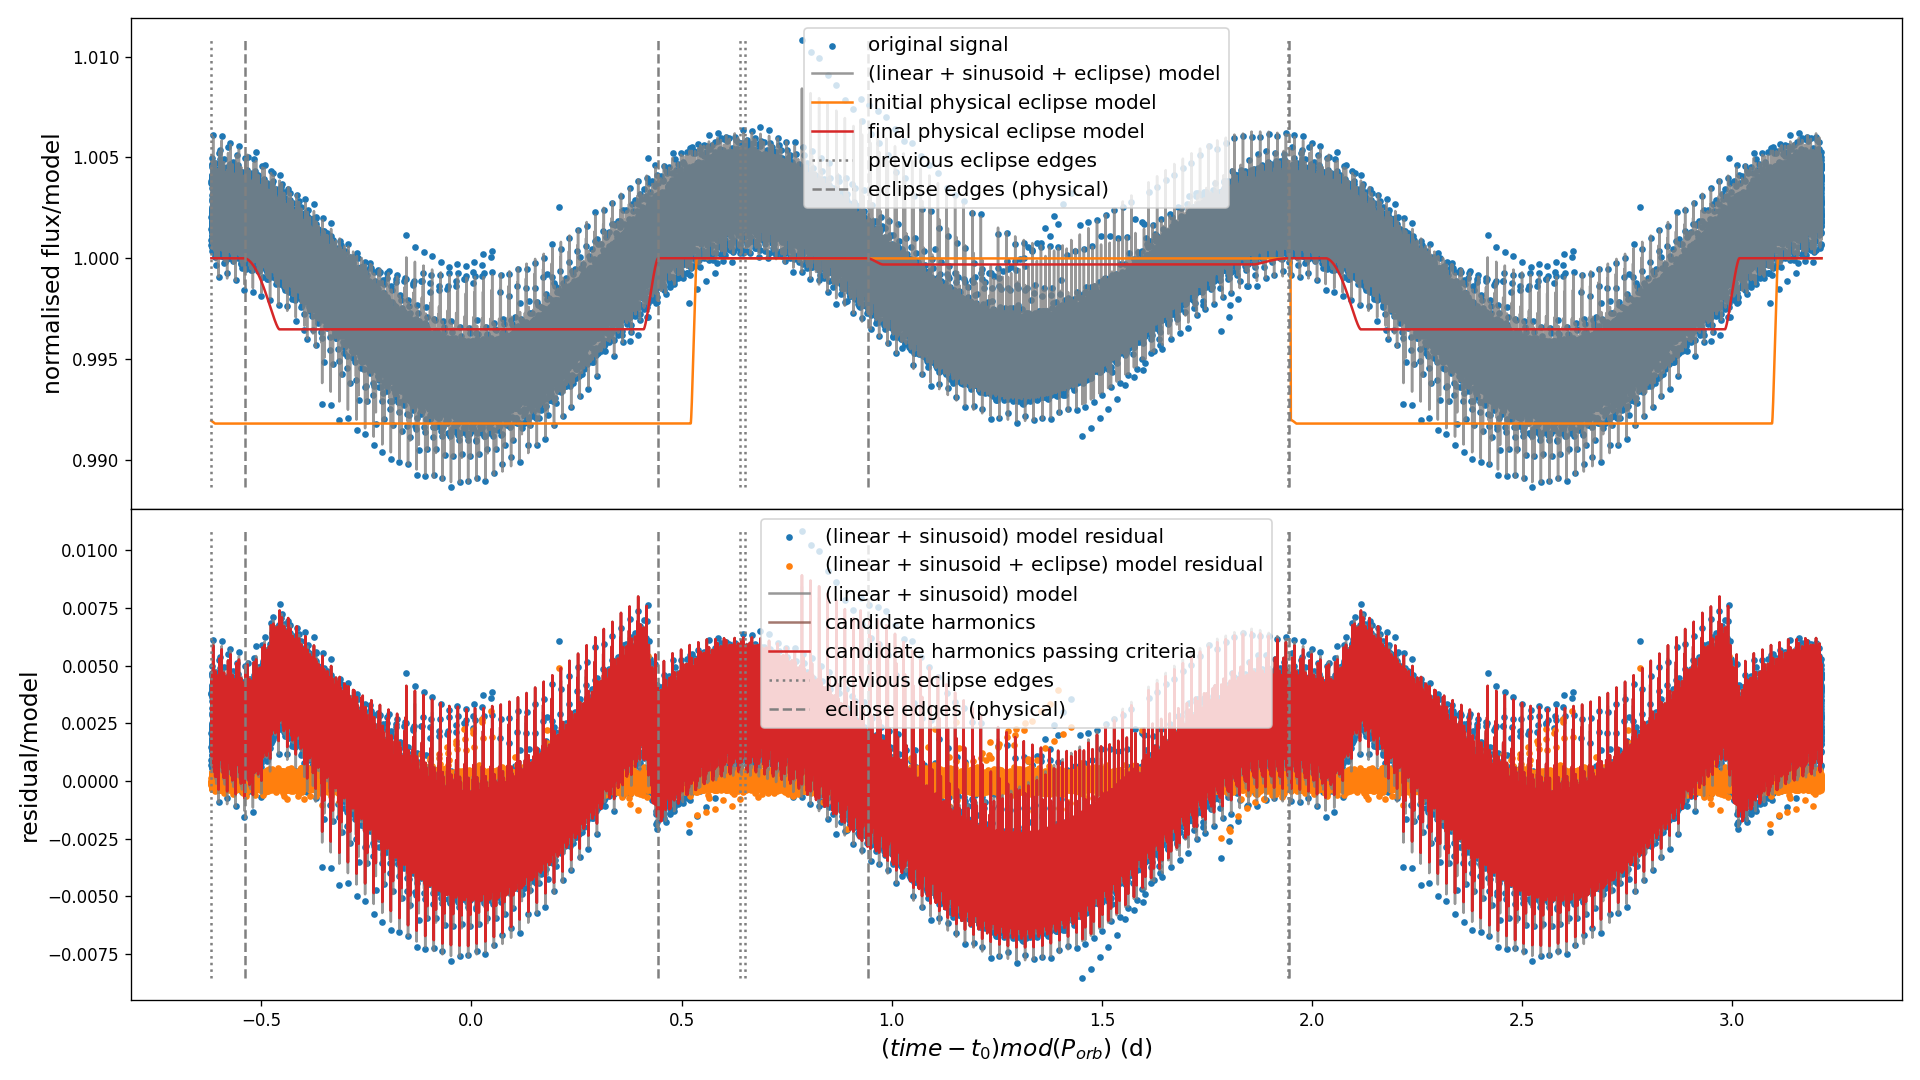 normalised flux/model
1.010
1.005
1.000
0.995
0.990
original signal
(linear + sinusoid + eclipse) model
initial physical eclipse model
final physical eclipse model
previous eclipse edges
eclipse edges (physical)
residual/model
0.0100
0.0075
0.0050
0.0025
0.0000
−0.0025
−0.0050
−0.0075
(linear + sinusoid) model residual
(linear + sinusoid + eclipse) model residual
(linear + sinusoid) model
candidate harmonics
candidate harmonics passing criteria
previous eclipse edges
eclipse edges (physical)
−0.5 0.0 0.5 1.0 1.5 2.0 2.5 3.0
(time − t₀)mod(P_orb) (d)